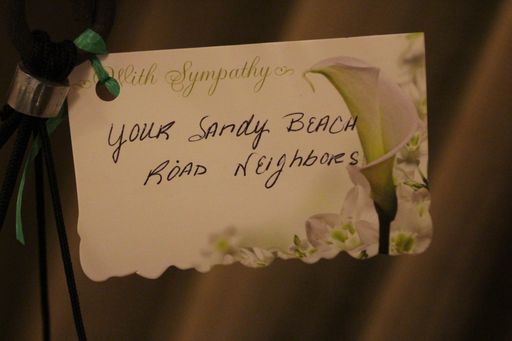 With Sympathy
YOUR SANdy BEACH
ROAD NEighbORS